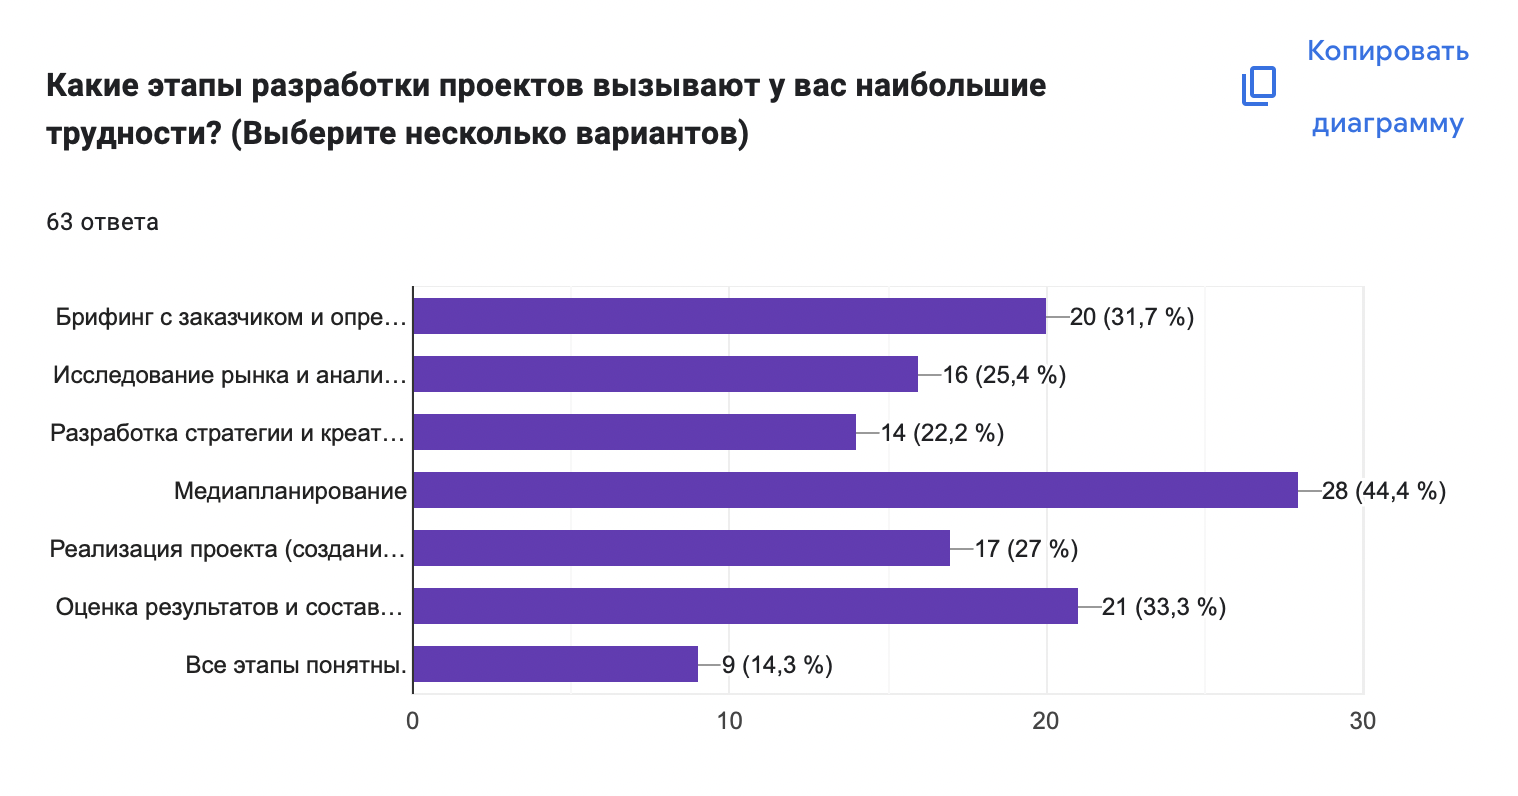 Какие этапы разработки проектов вызывают у вас наибольшие
трудности? (Выберите несколько вариантов)
Копировать
диаграмму
63 ответа
Брифинг с заказчиком и опре…
20 (31,7 %)
Исследование рынка и анали…
16 (25,4 %)
Разработка стратегии и креат…
14 (22,2 %)
Медиапланирование
28 (44,4 %)
Реализация проекта (создани…
17 (27 %)
Оценка результатов и состав…
21 (33,3 %)
Все этапы понятны.
9 (14,3 %)
0 10 20 30